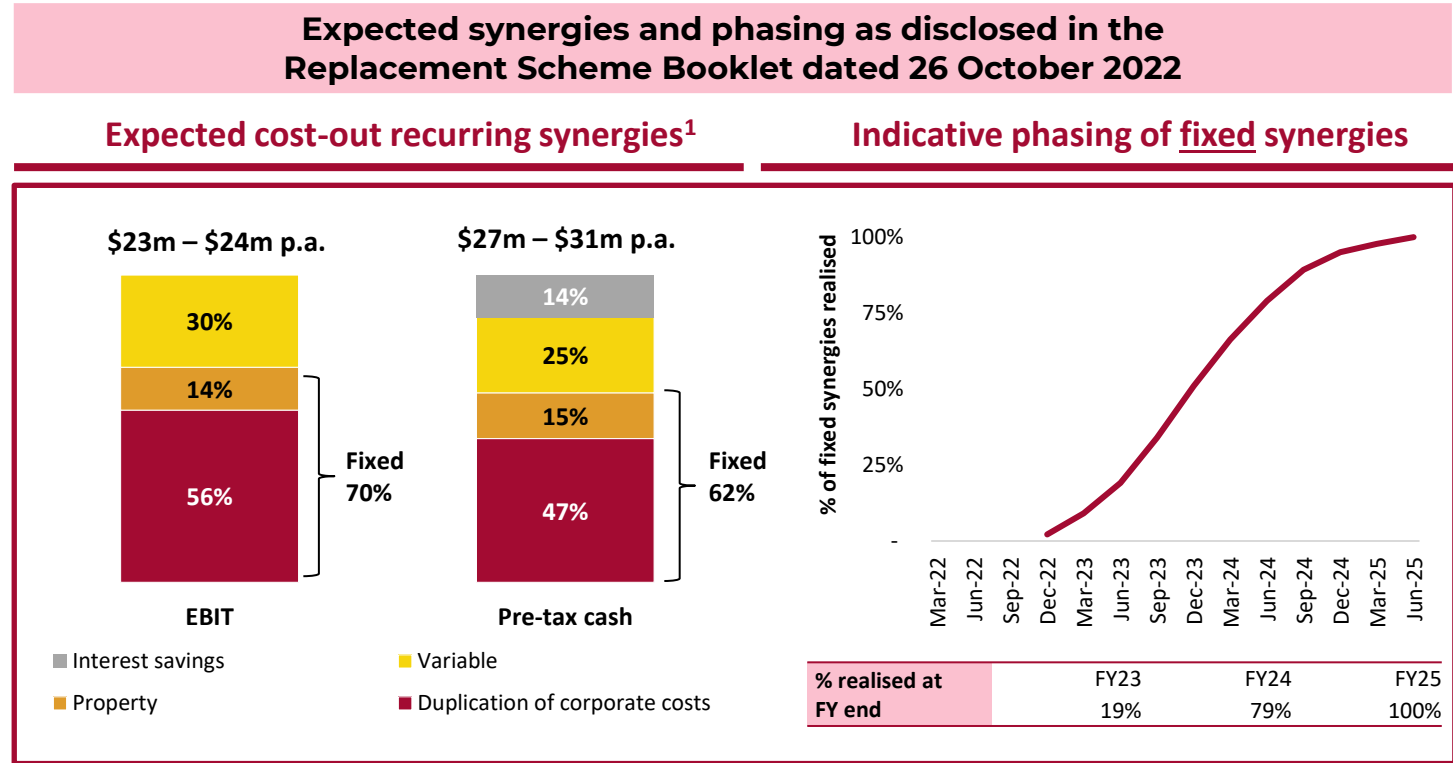 Expected synergies and phasing as disclosed in the
Replacement Scheme Booklet dated 26 October 2022
Expected cost-out recurring synergies1
Indicative phasing of fixed synergies
$23m – $24m p.a.
30%
14%
56%
Fixed
70%
EBIT
$27m – $31m p.a.
14%
25%
15%
47%
Fixed
62%
Pre-tax cash
Interest savings
Variable
Property
Duplication of corporate costs
% of fixed synergies realised
100%
75%
50%
25%
-
Mar-22
Jun-22
Sep-22
Dec-22
Mar-23
Jun-23
Sep-23
Dec-23
Mar-24
Jun-24
Sep-24
Dec-24
Mar-25
Jun-25
% realised at FY23 FY24 FY25
FY end 19% 79% 100%